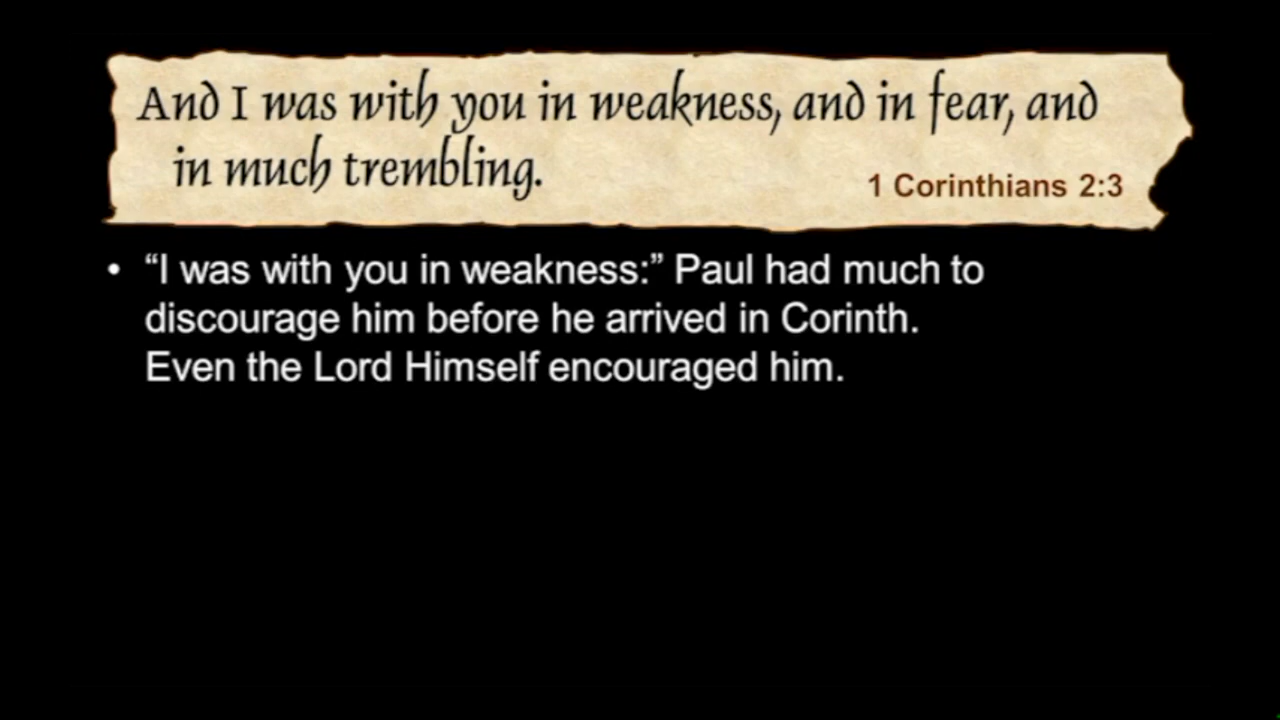 And I was with you in weakness, and in fear, and
in much trembling.
1 Corinthians 2:3
• “I was with you in weakness:” Paul had much to
discourage him before he arrived in Corinth.
Even the Lord Himself encouraged him.